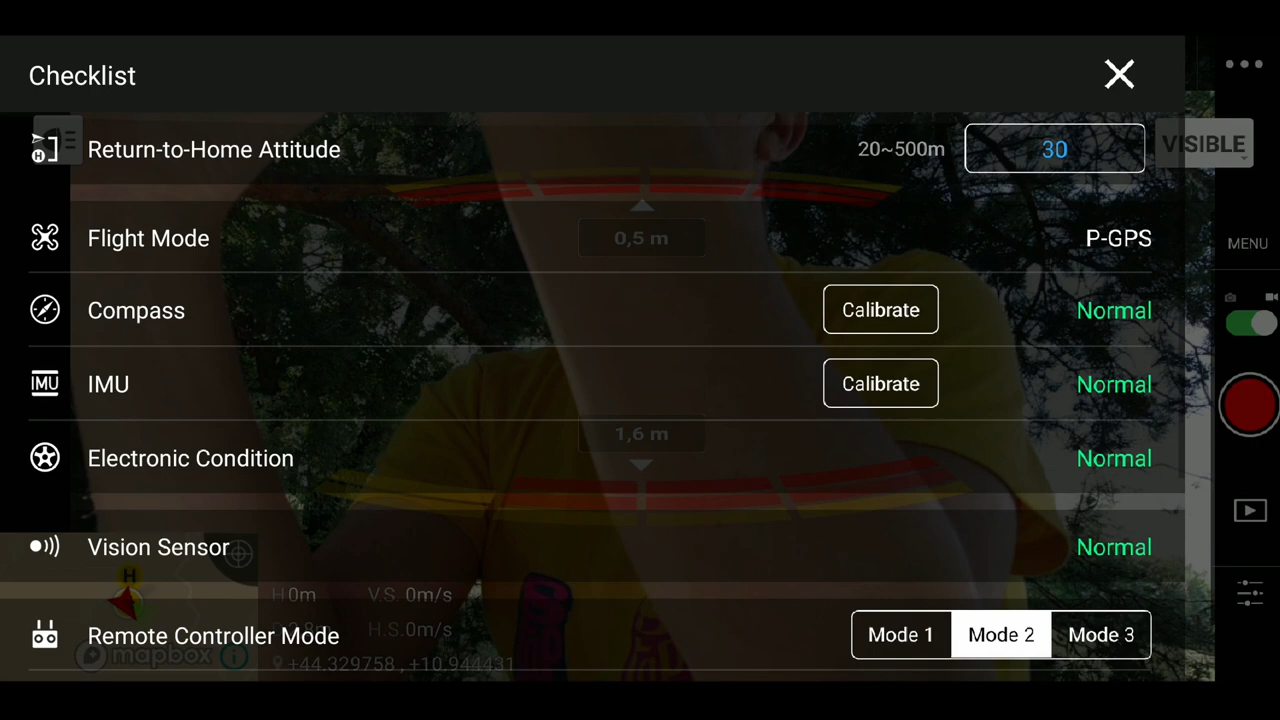 Checklist
Return-to-Home Attitude 20~500m 30
VISIBLE
Flight Mode P-GPS
0,5 m
MENU
Compass Calibrate Normal
IMU
IMU Calibrate Normal
1,6 m
Electronic Condition Normal
Vision Sensor Normal
H
H 0m V.S. 0m/s
H.S.0m/s
Remote Controller Mode Mode 1 Mode 2 Mode 3
mapbox i +44.329758 , +10.944431